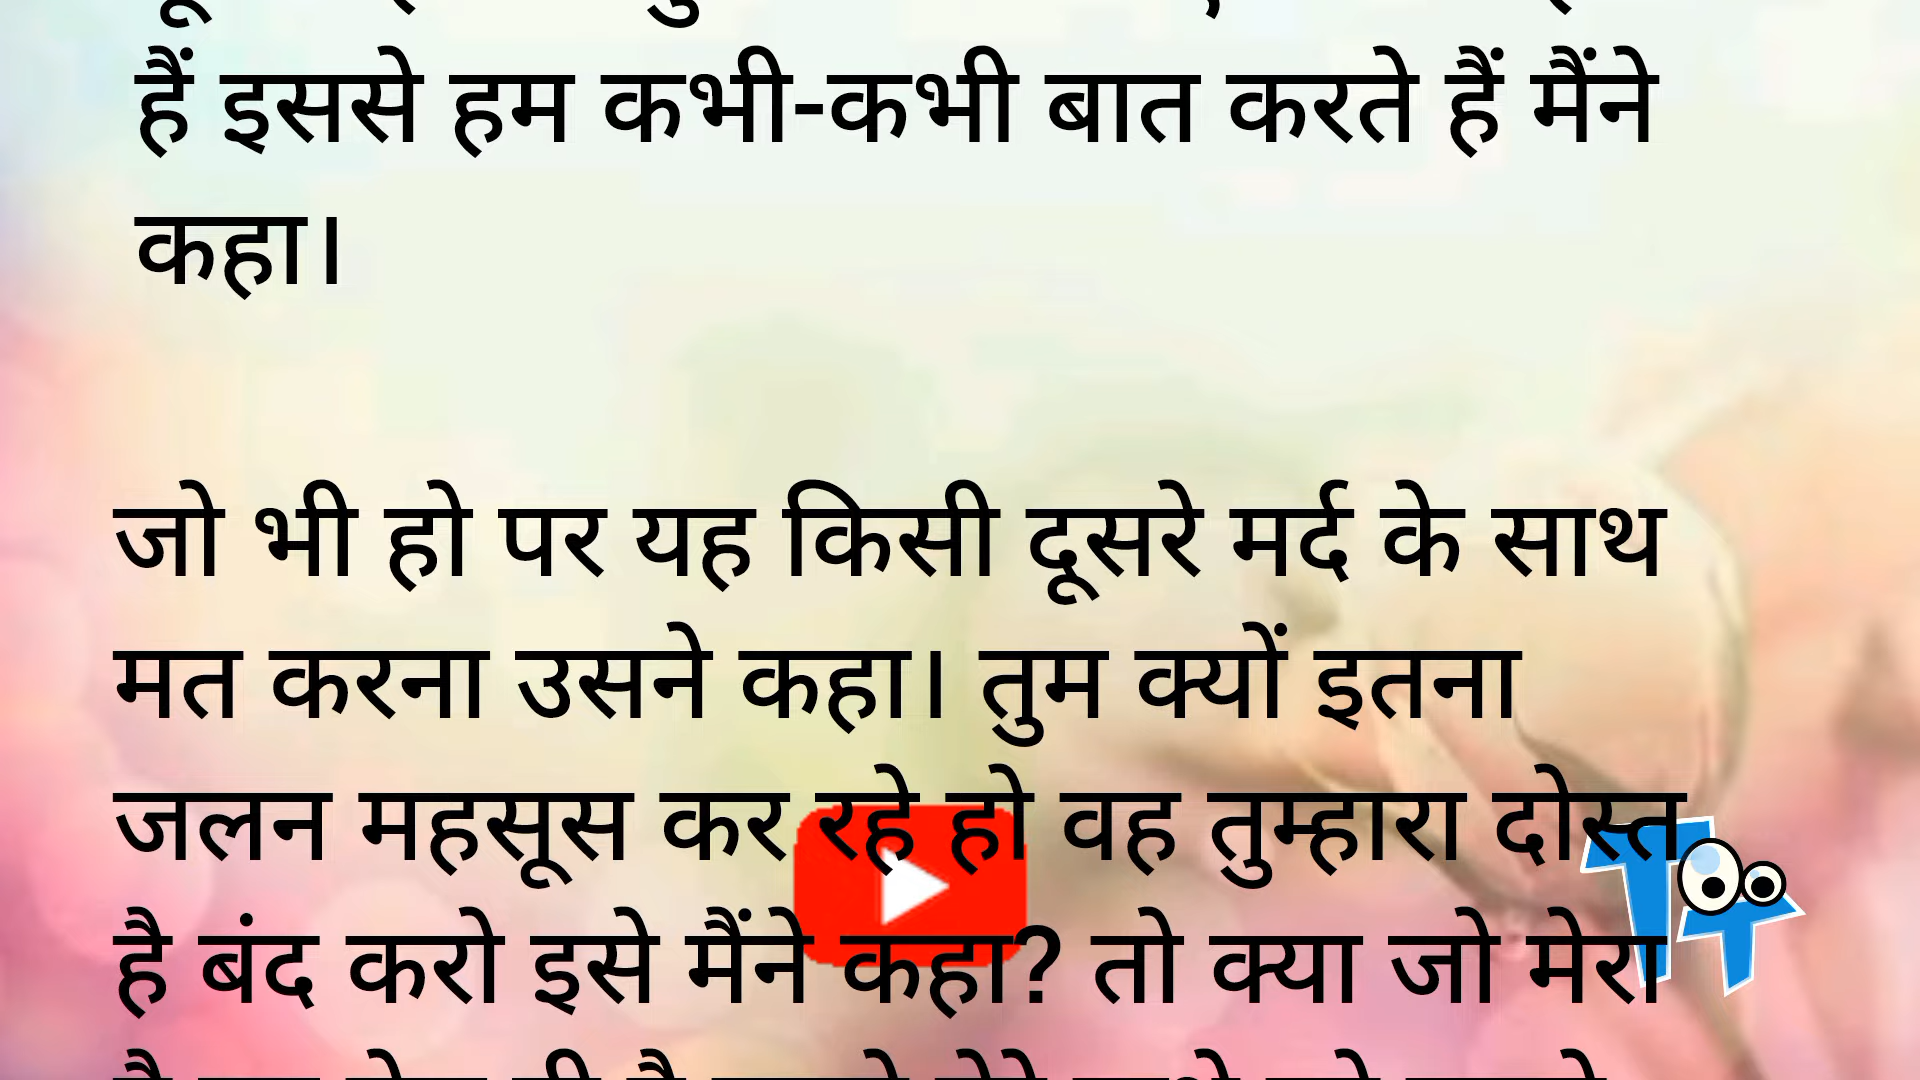 हैं इससे हम कभी-कभी बात करते हैं मैंने
कहा।
जो भी हो पर यह किसी दूसरे मर्द के साथ
मत करना उसने कहा। तुम क्यों इतना
जलन महसूस कर रहे हो वह तुम्हारा दोस्त
है बंद करो इसे मैंने कहा? तो क्या जो मेरा